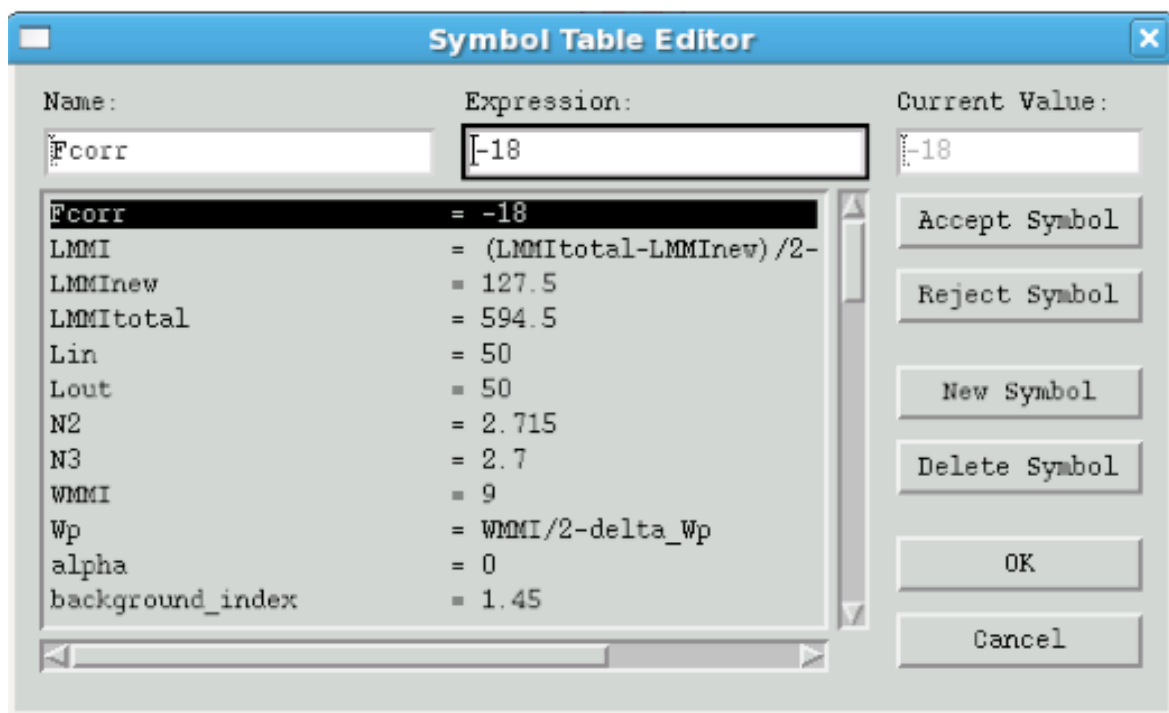 Symbol Table Editor
Name: Expression: Current Value:
Fcorr -18 -18
Fcorr = -18
LMMI = (LMMItotal-LMMInew)/2-
LMMInew = 127.5
LMMItotal = 594.5
Lin = 50
Lout = 50
N2 = 2.715
N3 = 2.7
WMMI = 9
Wp = WMMI/2-delta_Wp
alpha = 0
background_index = 1.45
Accept Symbol
Reject Symbol
New Symbol
Delete Symbol
OK
Cancel